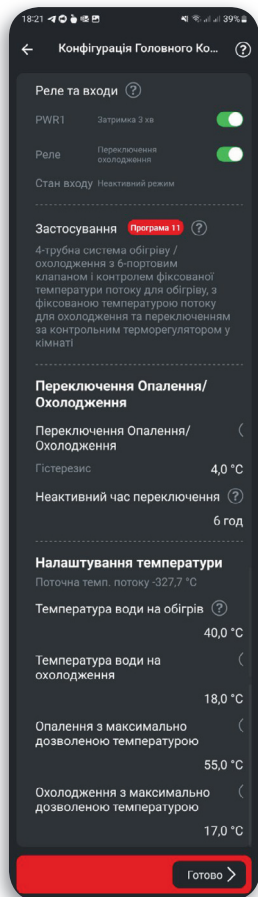 18:21
39%
Конфігурація Головного Ко...
Реле та входи
PWR1 Затримка 3 хв
Реле Переключення
охолодження
Стан входу Неактивний режим
Застосування Програма 11
4-трубна система обігріву /
охолодження з 6-портовим
клапаном і контролем фіксованої
температури потоку для обігріву, з
фіксованою температурою потоку
для охолодження та переключенням
за контрольним терморегулятором у
кімнаті
Переключення Опалення/
Охолодження
Переключення Опалення/
Охолодження
Гістерезис 4,0 °C
Неактивний час переключення
6 год
Налаштування температури
Поточна темп. потоку -327,7 °C
Температура води на обігрів
40,0 °C
Температура води на
охолодження
18,0 °C
Опалення з максимально
дозволеною температурою
55,0 °C
Охолодження з максимально
дозволеною температурою
17,0 °C
Готово